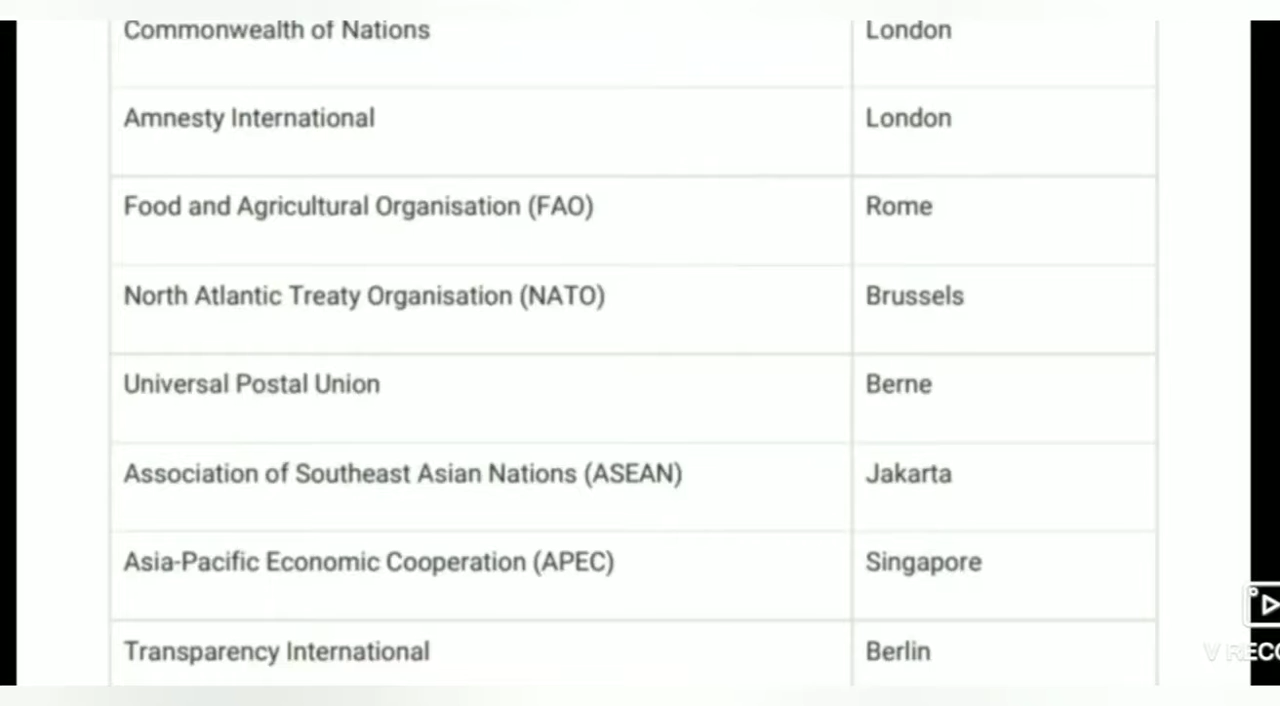 Commonwealth of Nations London
Amnesty International London
Food and Agricultural Organisation (FAO) Rome
North Atlantic Treaty Organisation (NATO) Brussels
Universal Postal Union Berne
Association of Southeast Asian Nations (ASEAN) Jakarta
Asia-Pacific Economic Cooperation (APEC) Singapore
Transparency International Berlin
V RECO